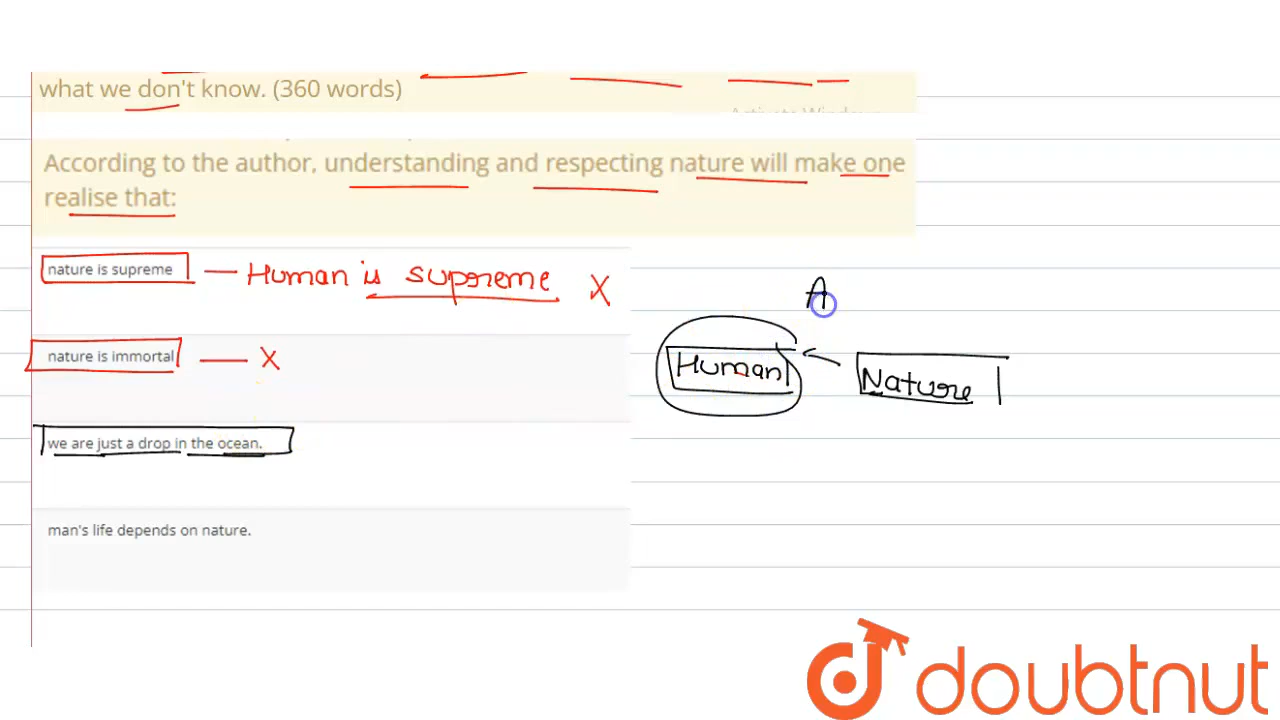 what we don't know. (360 words)
According to the author, understanding and respecting nature will make one
realise that:
nature is supreme — Human is supreme X
A
nature is immortal — X
Human Nature
we are just a drop in the ocean.
man's life depends on nature.
doubtnut